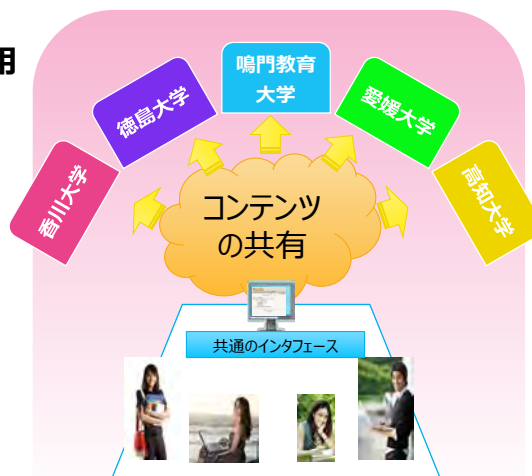 用
鳴門教育
大学
徳島大学
愛媛大学
香川大学
高知大学
コンテンツ
の共有
共通のインタフェース